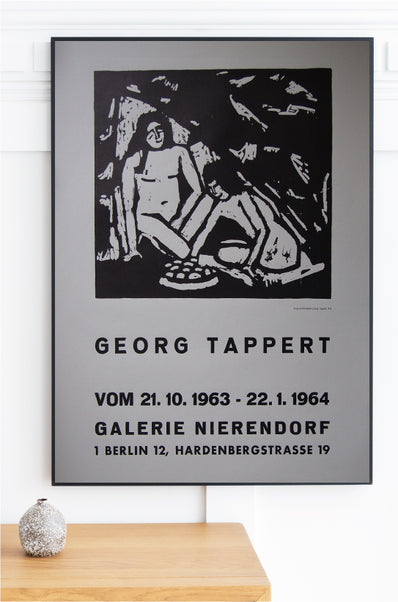 GEORG TAPPERT
VOM 21. 10. 1963 - 22. 1. 1964
GALERIE NIERENDORF
1 BERLIN 12, HARDENBERGSTRASSE 19